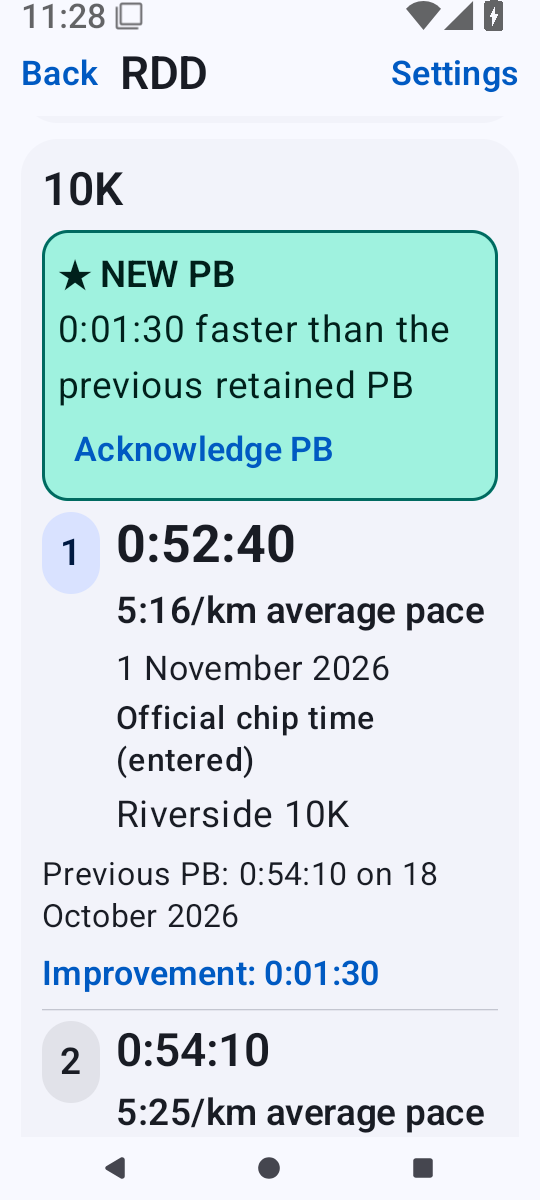 11:28
Back RDD Settings
10K
★ NEW PB
0:01:30 faster than the
previous retained PB
Acknowledge PB
1 0:52:40
5:16/km average pace
1 November 2026
Official chip time
(entered)
Riverside 10K
Previous PB: 0:54:10 on 18
October 2026
Improvement: 0:01:30
2 0:54:10
5:25/km average pace